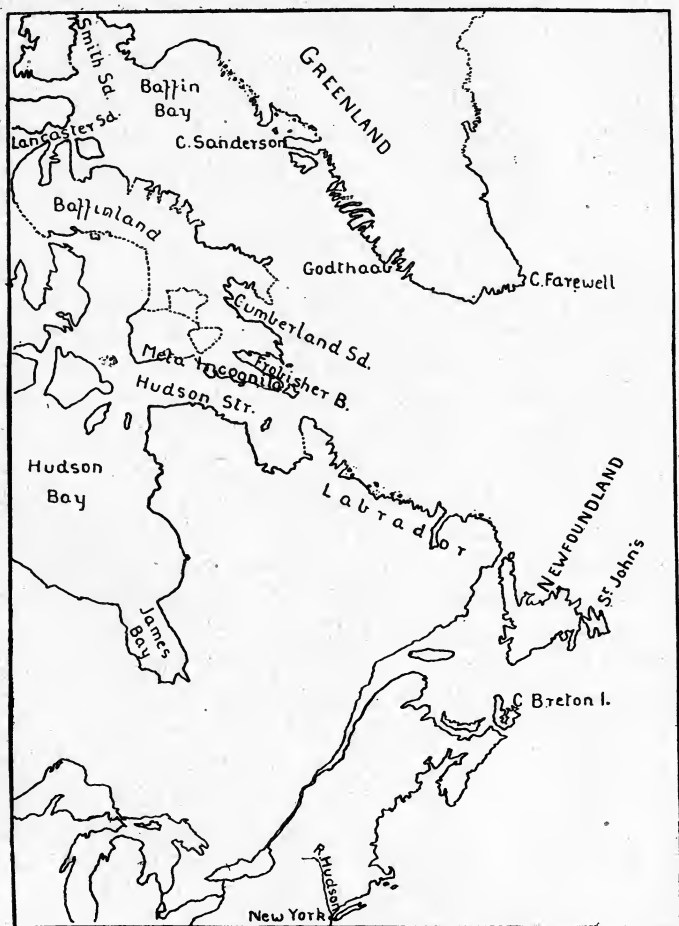 Smith Sd.
Baffin
Bay
GREENLAND
Lancaster Sd.
C. Sanderson
Baffinland
Godthaab
C. Farewell
Cumberland Sd.
Meta Incognita
Frobisher B.
Hudson Str.
Hudson
Bay
Labrador
NEWFOUNDLAND
St John's
James
Bay
C Breton I.
R. Hudson
New York